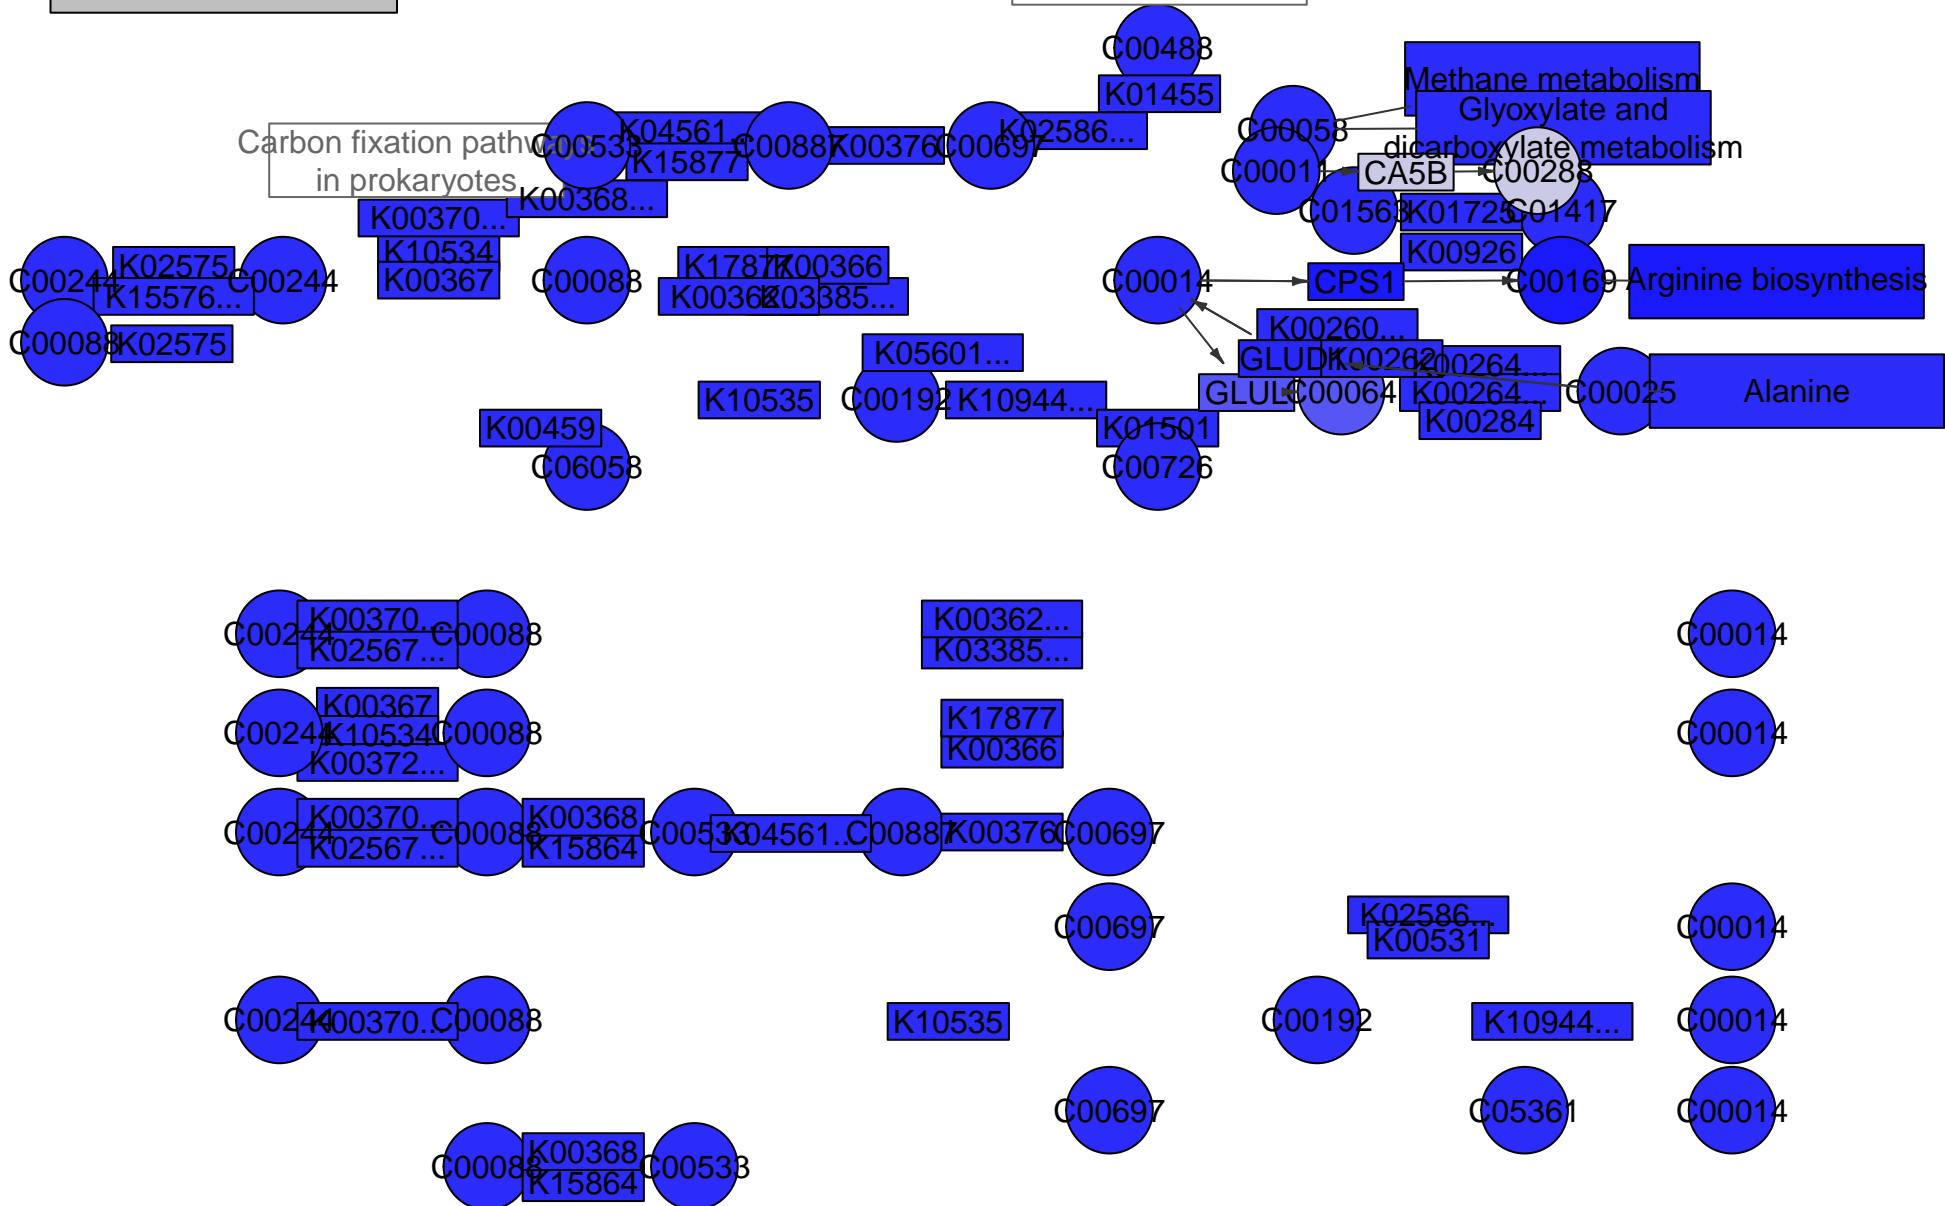 C00488
K01455
Methane metabolism
Glyoxylate and
dicarboxylate metabolism
C00058
Carbon fixation pathways
in prokaryotes
C00533
K04561...
K15877
C00887
K00376
C00697
K02586...
C00011
CA5B
C00288
K00368...
K00370...
C01563
K01725
C01417
K10534
K00367
K00926
C00244
K02575
K15576...
C00244
C00088
K17877
K00366
K00362...
K03385...
C00014
CPS1
C00169
Arginine biosynthesis
C00088
K02575
K00260...
K05601...
GLUD1
K00262
K00264...
K10535
C00192
K10944...
GLUL
C00064
K00264...
C00025
Alanine
K00284
K00459
K01501
C06058
C00726
C00244
K00370...
K02567...
C00088
K00362...
K03385...
C00014
K00367
C00244
K10534
C00088
K00372...
K17877
K00366
C00014
C00244
K00370...
K02567...
C00088
K00368
K15864
C00533
K04561...
C00887
K00376
C00697
C00697
K02586...
K00531
C00014
C00244
K00370...
C00088
K10535
C00192
K10944...
C00014
C00697
C05361
C00014
C00088
K00368
K15864
C00533